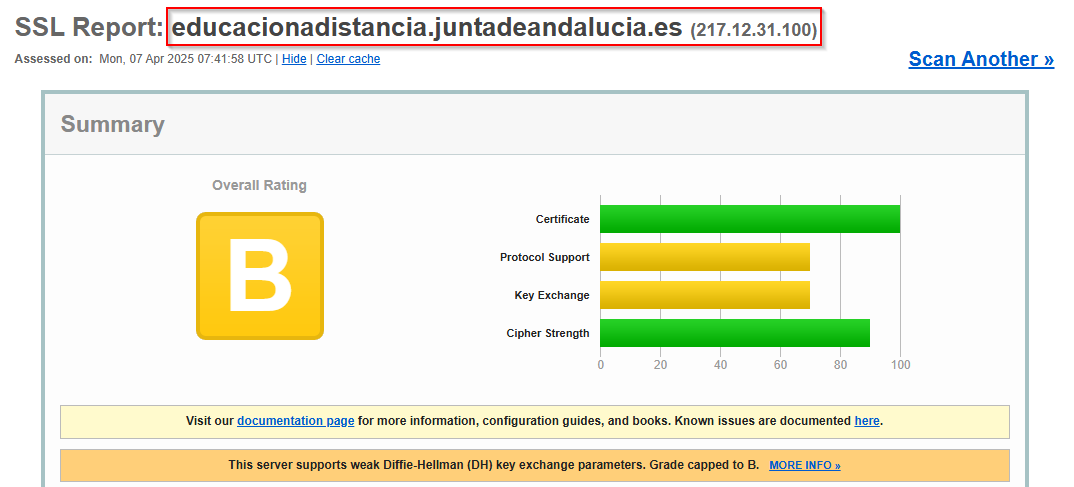 SSL Report: educacionadistancia.juntadeandalucia.es (217.12.31.100)
Assessed on: Mon, 07 Apr 2025 07:41:58 UTC | Hide | Clear cache
Scan Another »
Summary
Overall Rating
B
Certificate
Protocol Support
Key Exchange
Cipher Strength
0 20 40 60 80 100
Visit our documentation page for more information, configuration guides, and books. Known issues are documented here.
This server supports weak Diffie-Hellman (DH) key exchange parameters. Grade capped to B. MORE INFO »